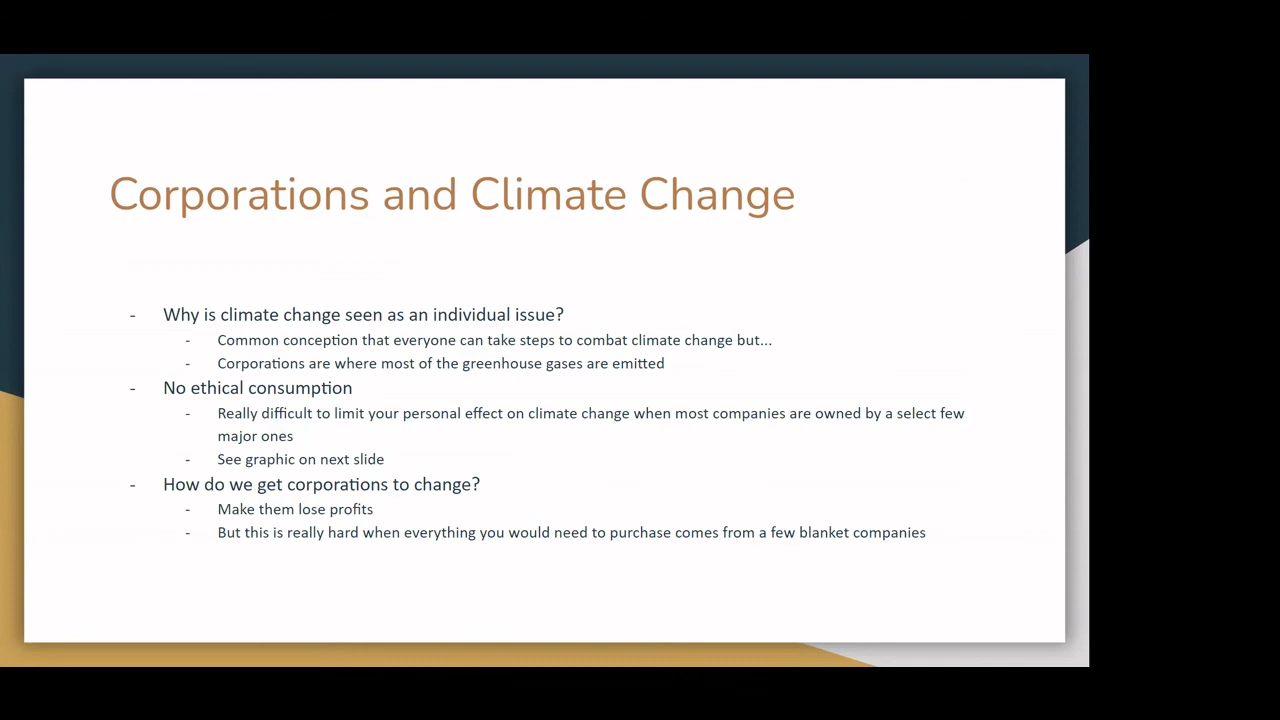 Corporations and Climate Change
- Why is climate change seen as an individual issue?
- Common conception that everyone can take steps to combat climate change but...
- Corporations are where most of the greenhouse gases are emitted
- No ethical consumption
- Really difficult to limit your personal effect on climate change when most companies are owned by a select few
major ones
- See graphic on next slide
- How do we get corporations to change?
- Make them lose profits
- But this is really hard when everything you would need to purchase comes from a few blanket companies